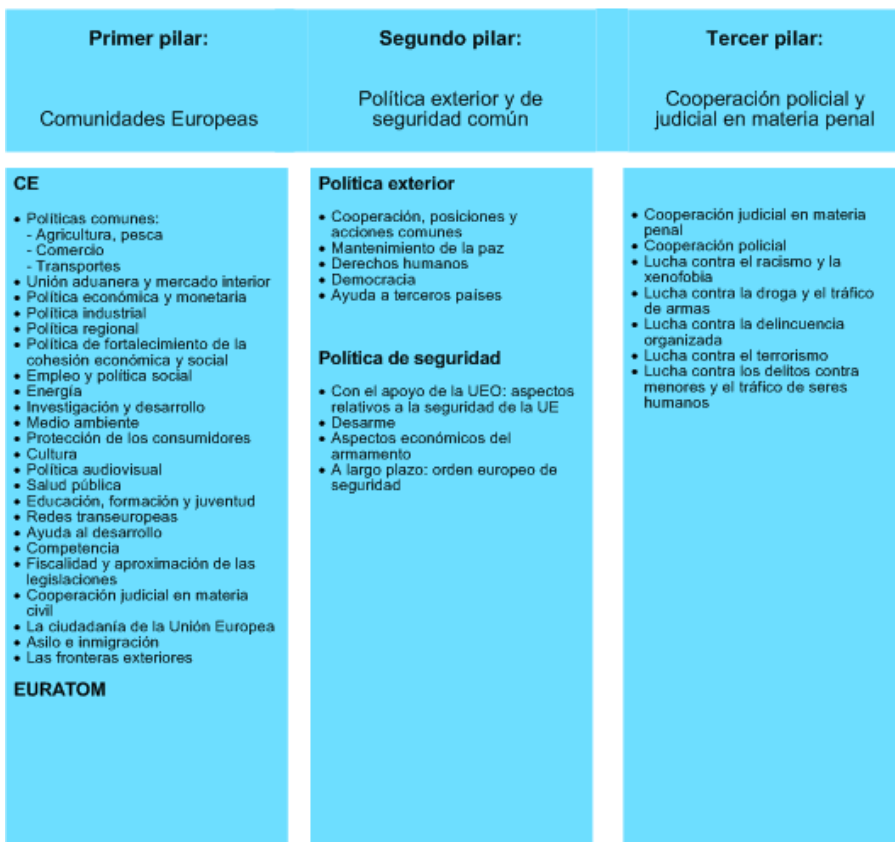 Primer pilar:
Comunidades Europeas
Segundo pilar:
Política exterior y de
seguridad común
Tercer pilar:
Cooperación policial y
judicial en materia penal
CE
• Políticas comunes:
- Agricultura, pesca
- Comercio
- Transportes
• Unión aduanera y mercado interior
• Política económica y monetaria
• Política industrial
• Política regional
• Política de fortalecimiento de la
cohesión económica y social
• Empleo y política social
• Energía
• Investigación y desarrollo
• Medio ambiente
• Protección de los consumidores
• Cultura
• Política audiovisual
• Salud pública
• Educación, formación y juventud
• Redes transeuropeas
• Ayuda al desarrollo
• Competencia
• Fiscalidad y aproximación de las
legislaciones
• Cooperación judicial en materia
civil
• La ciudadanía de la Unión Europea
• Asilo e inmigración
• Las fronteras exteriores
EURATOM
Política exterior
• Cooperación, posiciones y
acciones comunes
• Mantenimiento de la paz
• Derechos humanos
• Democracia
• Ayuda a terceros países
Política de seguridad
• Con el apoyo de la UEO: aspectos
relativos a la seguridad de la UE
• Desarme
• Aspectos económicos del
armamento
• A largo plazo: orden europeo de
seguridad
• Cooperación judicial en materia
penal
• Cooperación policial
• Lucha contra el racismo y la
xenofobia
• Lucha contra la droga y el tráfico
de armas
• Lucha contra la delincuencia
organizada
• Lucha contra el terrorismo
• Lucha contra los delitos contra
menores y el tráfico de seres
humanos